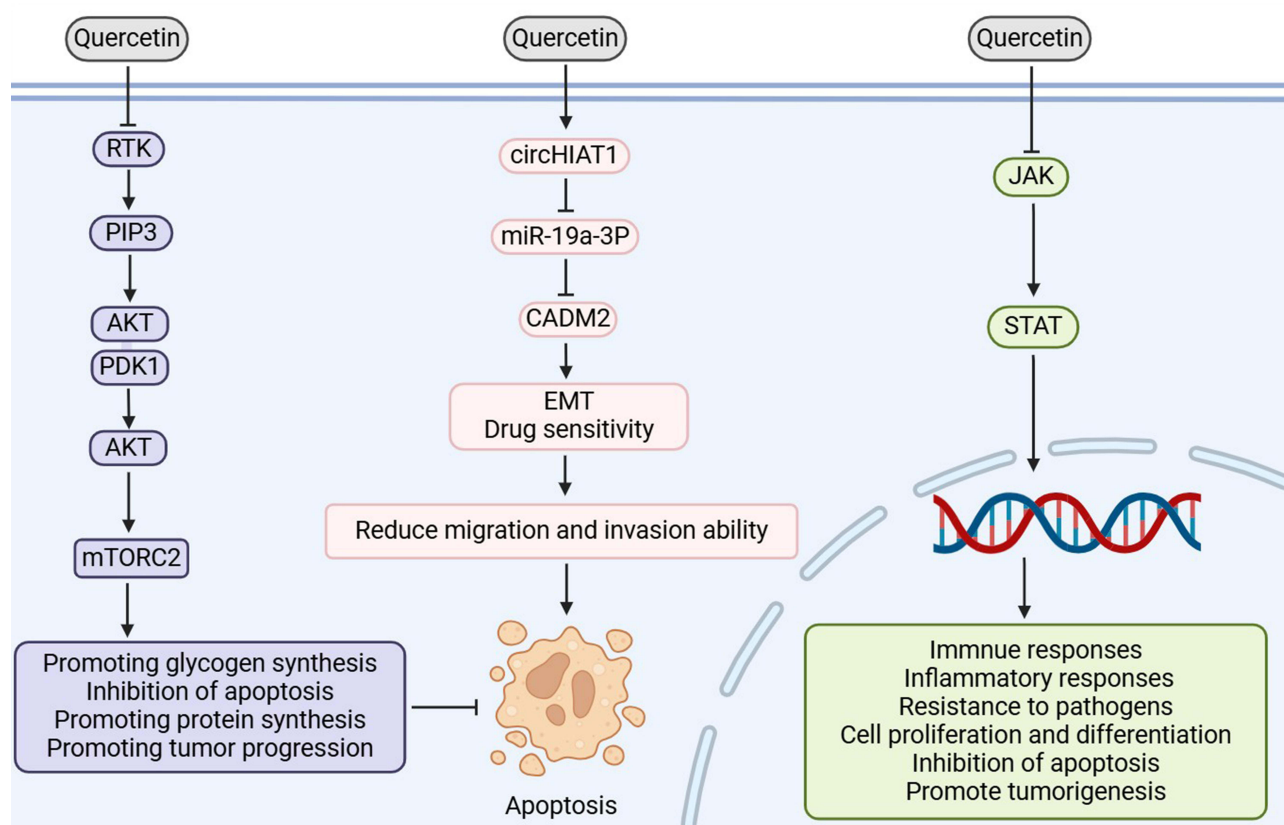 Quercetin
RTK
PIP3
AKT
PDK1
AKT
mTORC2
Promoting glycogen synthesis
Inhibition of apoptosis
Promoting protein synthesis
Promoting tumor progression
Quercetin
circHIAT1
miR-19a-3P
CADM2
EMT
Drug sensitivity
Reduce migration and invasion ability
Apoptosis
Quercetin
JAK
STAT
Immnue responses
Inflammatory responses
Resistance to pathogens
Cell proliferation and differentiation
Inhibition of apoptosis
Promote tumorigenesis